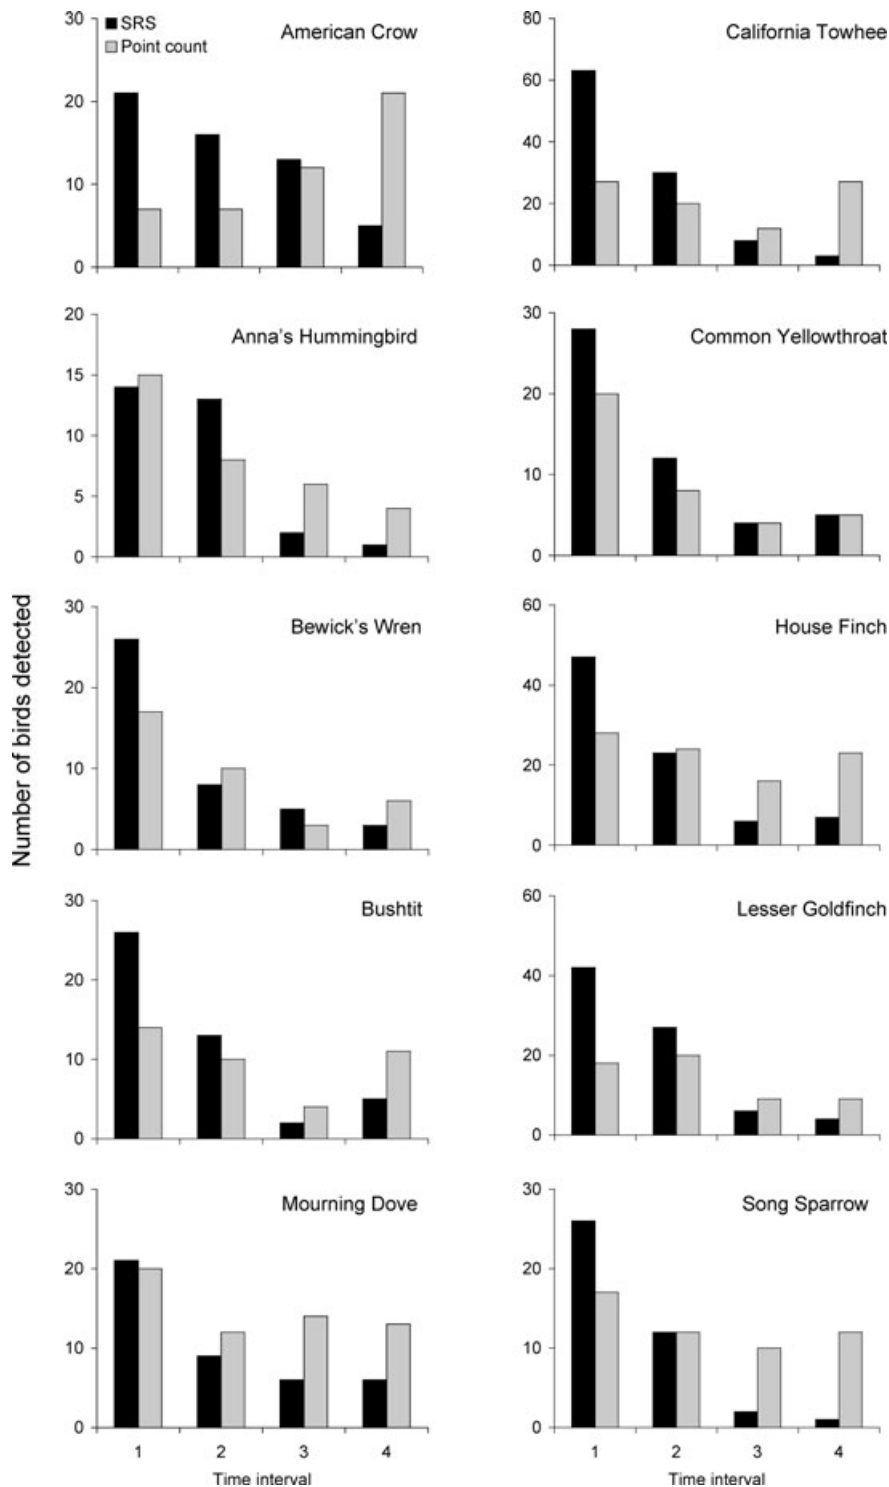 Number of birds detected
American Crow
SRS
Point count
30
20
10
0
California Towhee
80
60
40
20
0
Anna's Hummingbird
20
15
10
5
0
Common Yellowthroat
30
20
10
0
Bewick's Wren
30
20
10
0
House Finch
60
40
20
0
Bushtit
30
20
10
0
Lesser Goldfinch
60
40
20
0
Mourning Dove
30
20
10
0
1 2 3 4
Time interval
Song Sparrow
30
20
10
0
1 2 3 4
Time interval